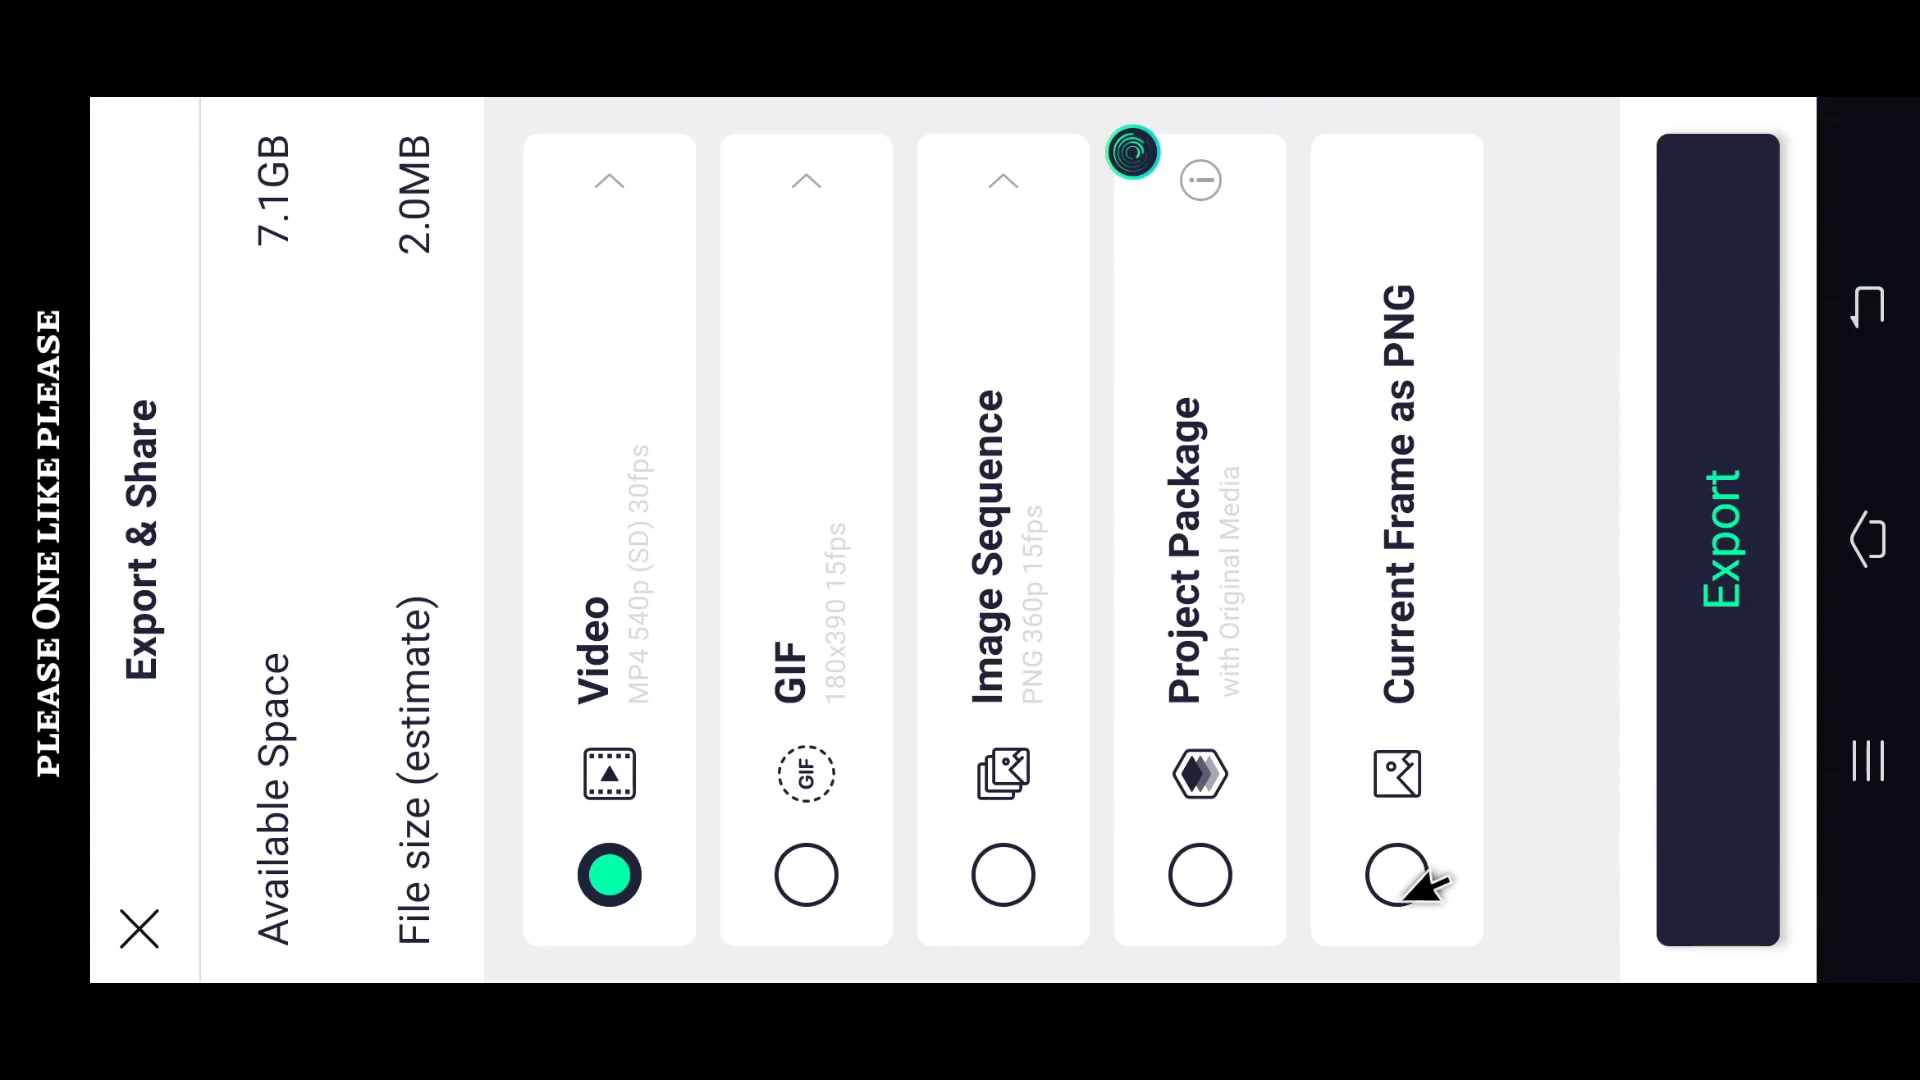 PLEASE ONE LIKE PLEASE
Export & Share
Available Space 7.1GB
File size (estimate) 2.0MB
Video
MP4 540p (SD) 30fps
GIF
GIF
180x390 15fps
Image Sequence
PNG 360p 15fps
Project Package
with Original Media
Current Frame as PNG
Export